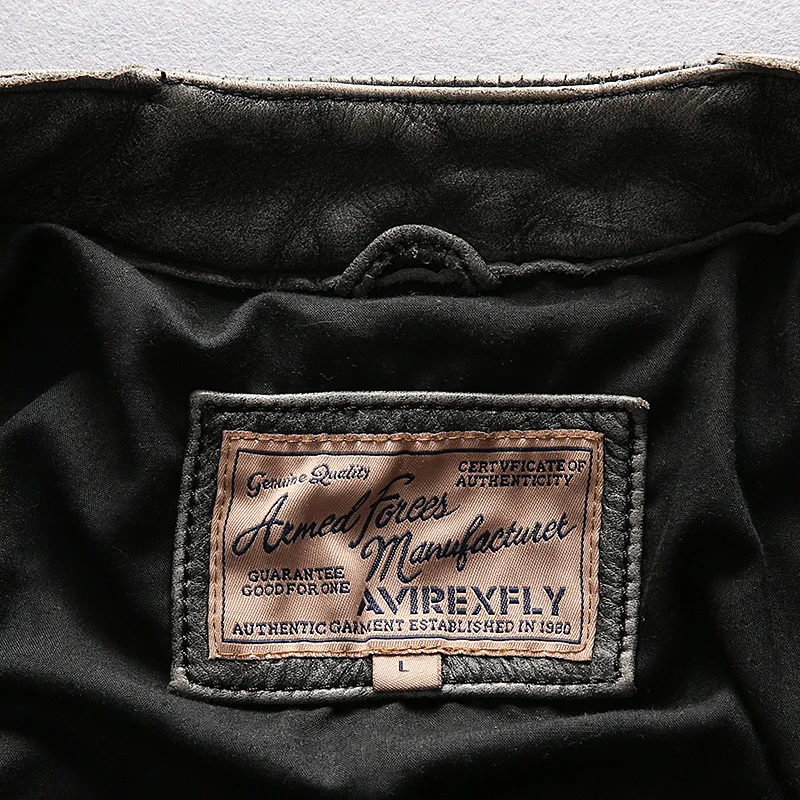 Genuine Quality
CERTVFICATE OF
AUTHENTICITY
Armed Forces
Manufacturer
GUARANTEE
GOOD FOR ONE
AVIREXFLY
AUTHENTIC GARMENT ESTABLISHED IN 1980
L